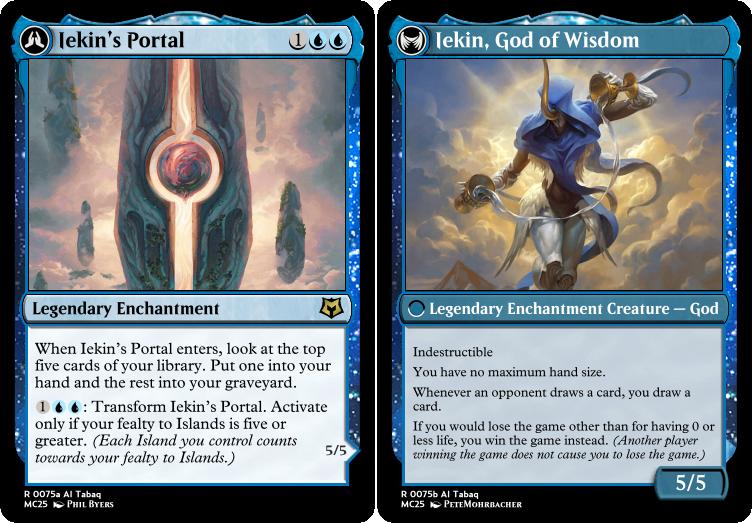 Iekin's Portal
1
Legendary Enchantment
When Iekin's Portal enters, look at the top
five cards of your library. Put one into your
hand and the rest into your graveyard.
1 : Transform Iekin's Portal. Activate
only if your fealty to Islands is five or
greater. (Each Island you control counts
towards your fealty to Islands.)
5/5
R 0075a AI Tabaq
MC25 Phil Byers
Iekin, God of Wisdom
Legendary Enchantment Creature — God
Indestructible
You have no maximum hand size.
Whenever an opponent draws a card, you draw a
card.
If you would lose the game other than for having 0 or
less life, you win the game instead. (Another player
winning the game does not cause you to lose the game.)
5/5
R 0075b AI Tabaq
MC25 PeteMohrbacher